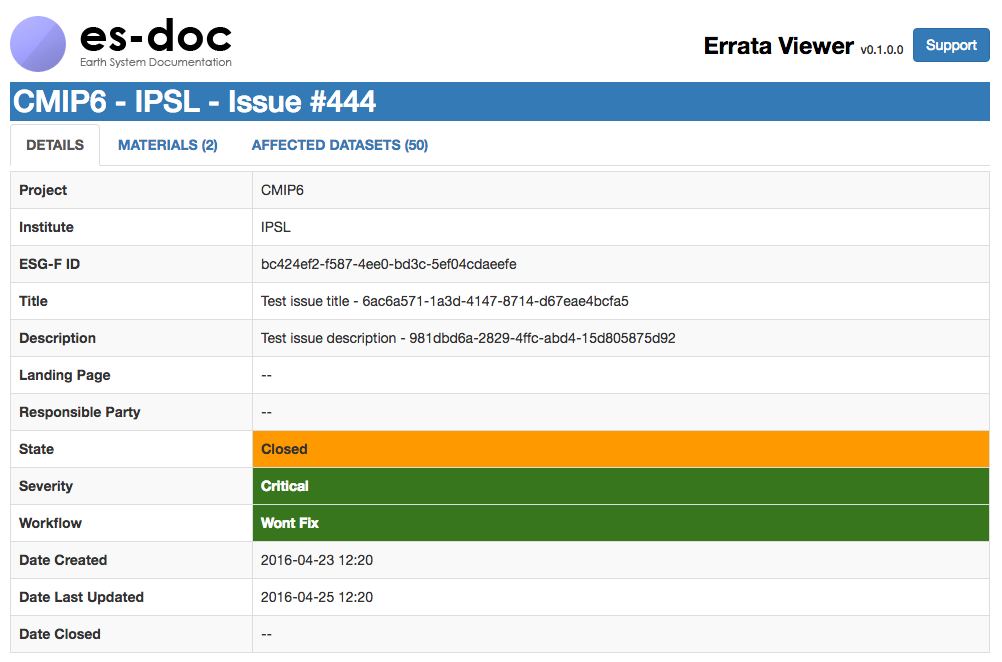 es-doc
Earth System Documentation
Errata Viewer v0.1.0.0 Support
CMIP6 - IPSL - Issue #444
DETAILS MATERIALS (2) AFFECTED DATASETS (50)
Project CMIP6
Institute IPSL
ESG-F ID bc424ef2-f587-4ee0-bd3c-5ef04cdaeefe
Title Test issue title - 6ac6a571-1a3d-4147-8714-d67eae4bcfa5
Description Test issue description - 981dbd6a-2829-4ffc-abd4-15d805875d92
Landing Page --
Responsible Party --
State Closed
Severity Critical
Workflow Wont Fix
Date Created 2016-04-23 12:20
Date Last Updated 2016-04-25 12:20
Date Closed --